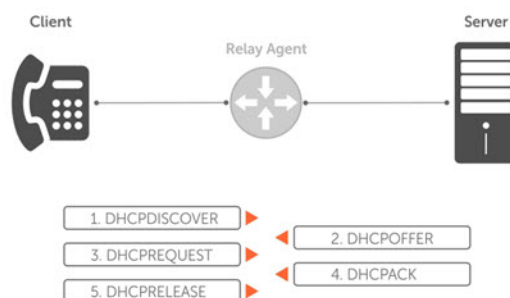 Client
Server
Relay Agent
1. DHCPDISCOVER
2. DHCPOFFER
3. DHCPREQUEST
4. DHCPACK
5. DHCPRELEASE